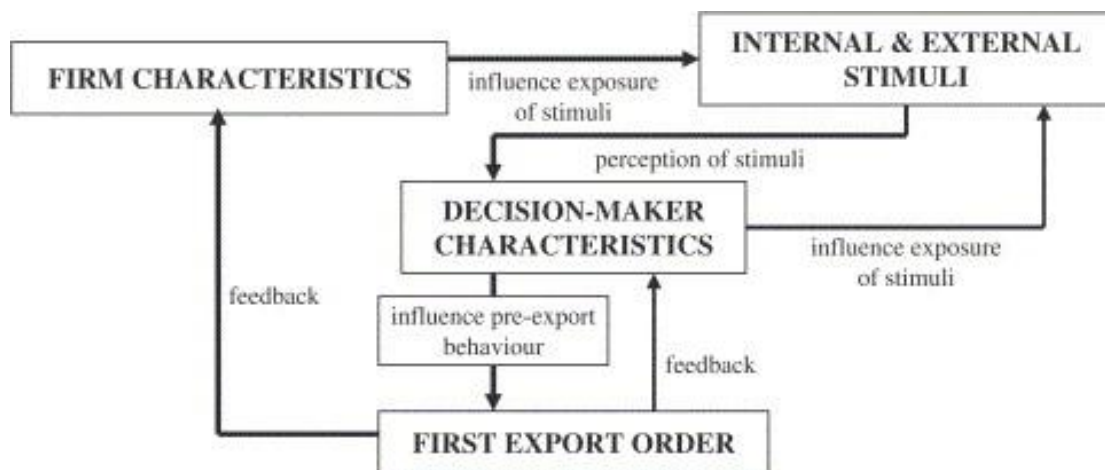 FIRM CHARACTERISTICS
influence exposure
of stimuli
INTERNAL & EXTERNAL
STIMULI
perception of stimuli
DECISION-MAKER
CHARACTERISTICS
influence exposure
of stimuli
feedback
influence pre-export
behaviour
feedback
FIRST EXPORT ORDER